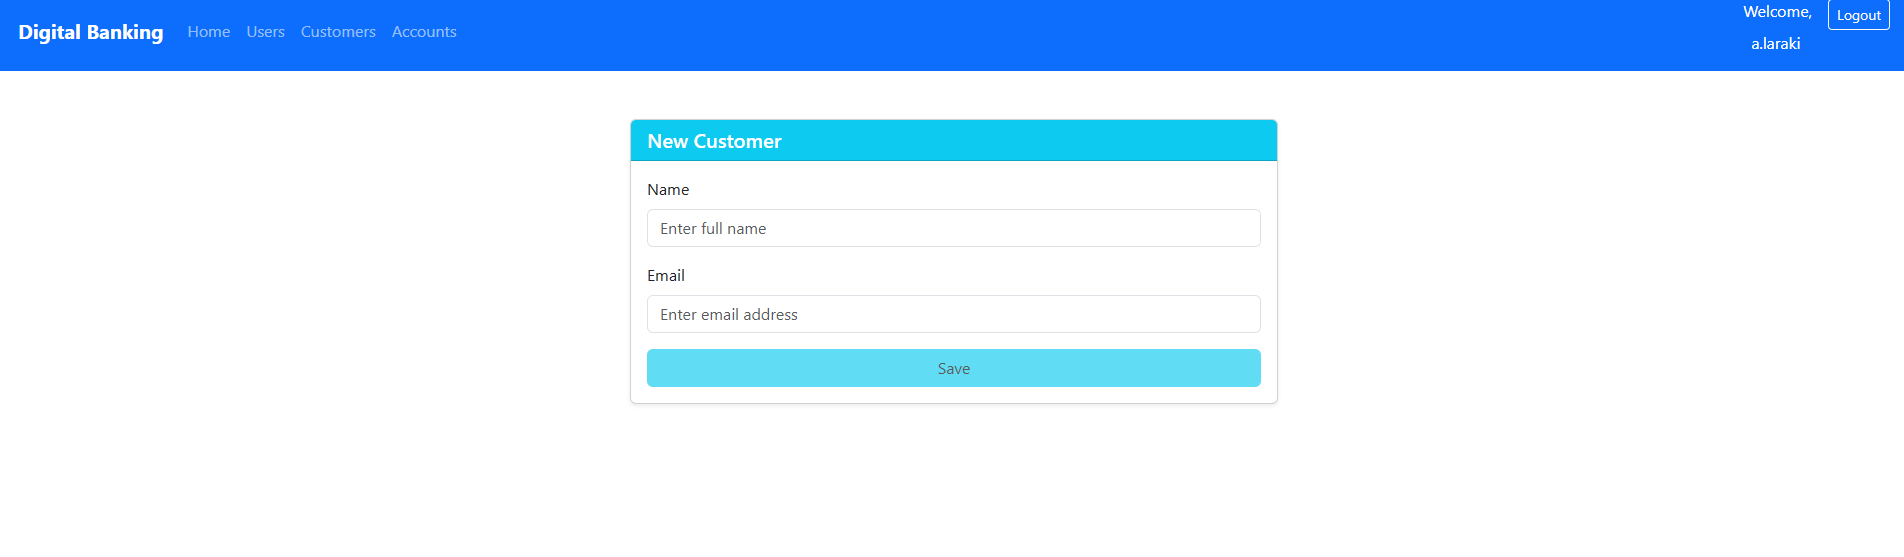 Digital Banking Home Users Customers Accounts Welcome, Logout
a.laraki
New Customer
Name
Enter full name
Email
Enter email address
Save